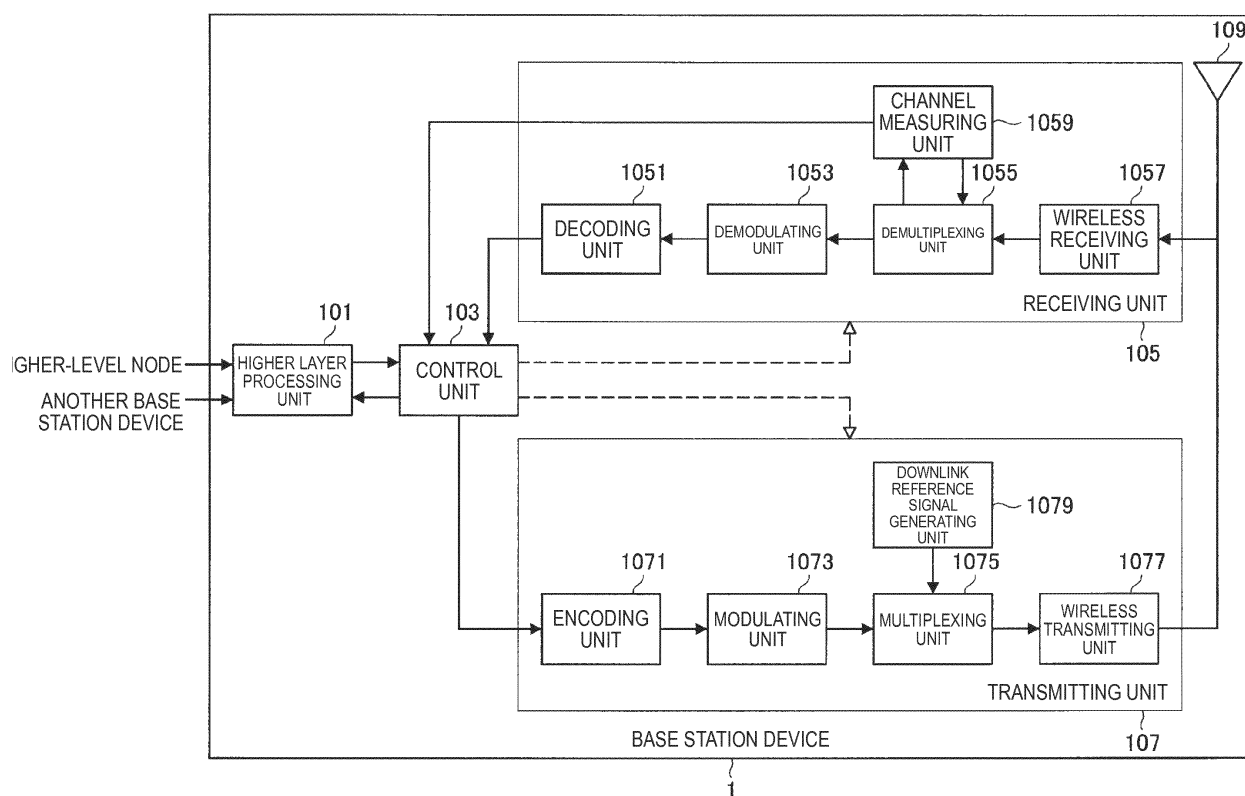 109
CHANNEL
MEASURING
UNIT
1059
1051
1053
1055
1057
DECODING
UNIT
DEMODULATING
UNIT
DEMULTIPLEXING
UNIT
WIRELESS
RECEIVING
UNIT
RECEIVING UNIT
105
101
103
IGHER-LEVEL NODE
HIGHER LAYER
PROCESSING
UNIT
CONTROL
UNIT
ANOTHER BASE
STATION DEVICE
DOWNLINK
REFERENCE
SIGNAL
GENERATING
UNIT
1079
1071
1073
1075
1077
ENCODING
UNIT
MODULATING
UNIT
MULTIPLEXING
UNIT
WIRELESS
TRANSMITTING
UNIT
TRANSMITTING UNIT
107
BASE STATION DEVICE
1